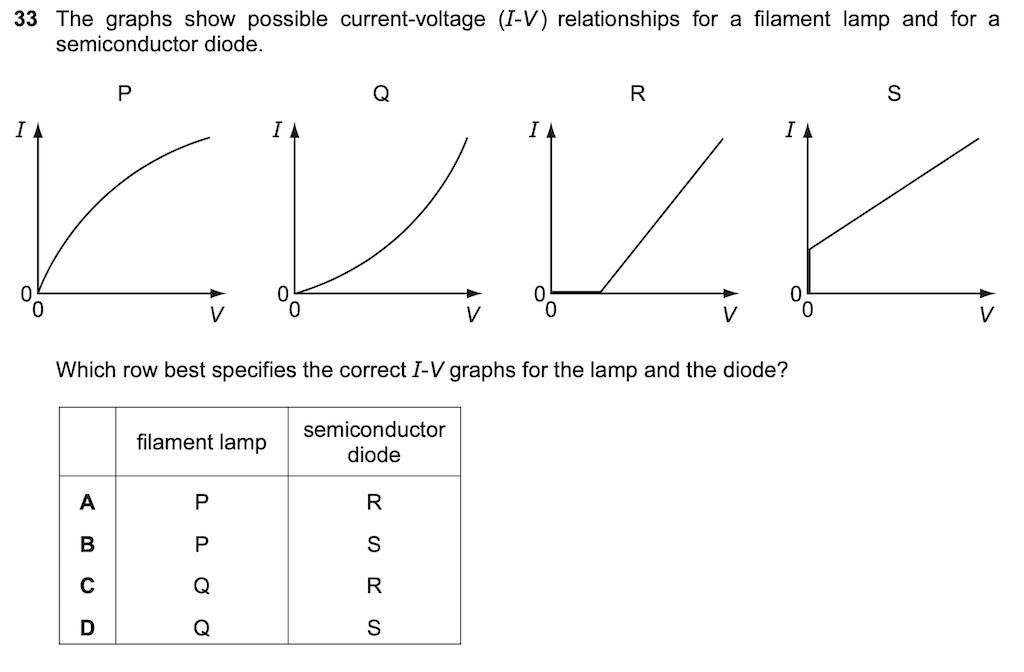 33 The graphs show possible current-voltage (I-V) relationships for a filament lamp and for a
semiconductor diode.
P Q R S
I I I I
0 0 0 0
0 0 0 0
V V V V
Which row best specifies the correct I-V graphs for the lamp and the diode?
filament lamp semiconductor
diode
A P R
B P S
C Q R
D Q S